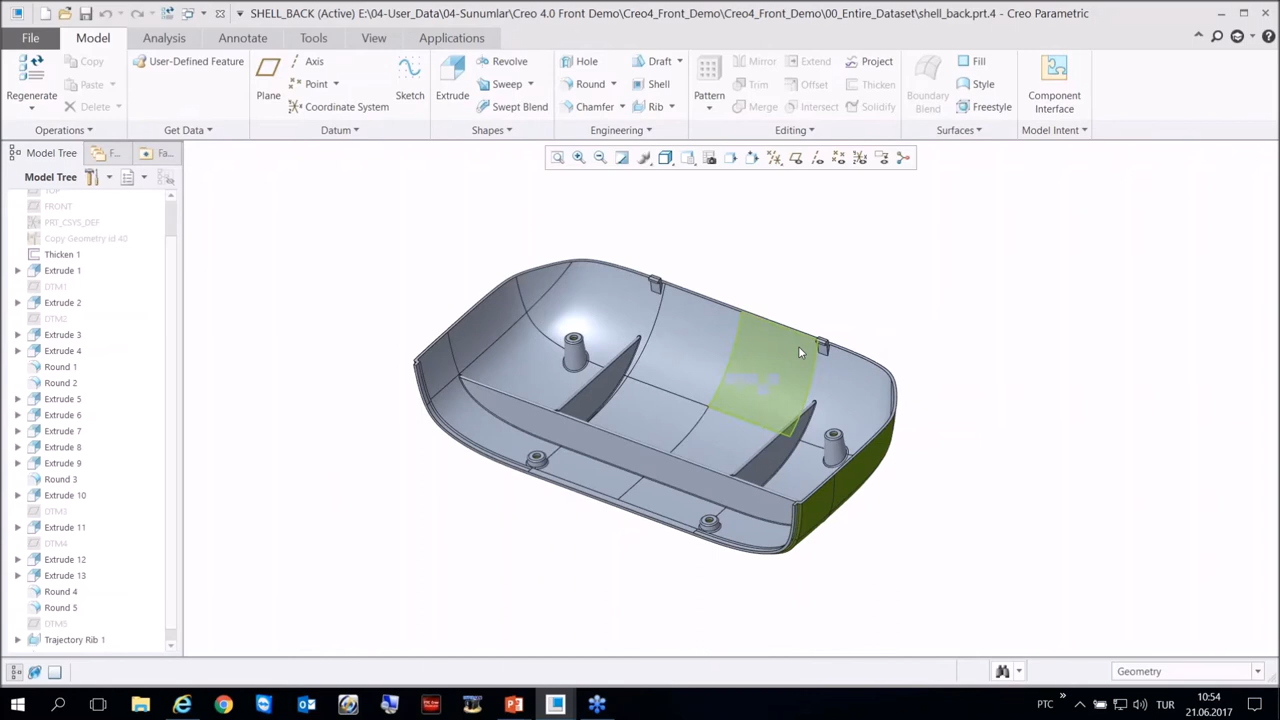 SHELL_BACK (Active) E:\04-User_Data\04-Sunumlar\Creo 4.0 Front Demo\Creo4_Front_Demo\Creo4_Front_Demo\00_Entire_Dataset\shell_back.prt.4 - Creo Parametric
File Model Analysis Annotate Tools View Applications
Regenerate
Copy
Paste
Delete
Operations
User-Defined Feature
Get Data
Plane
Axis
Point
Coordinate System
Sketch
Datum
Extrude
Revolve
Sweep
Swept Blend
Shapes
Hole
Round
Chamfer
Draft
Shell
Rib
Engineering
Pattern
Mirror
Trim
Merge
Extend
Offset
Intersect
Project
Thicken
Solidify
Editing
Boundary Blend
Fill
Style
Freestyle
Surfaces
Component Interface
Model Intent
Model Tree F... Fa...
Model Tree
TOP
FRONT
PRT_CSYS_DEF
Copy Geometry id 40
Thicken 1
Extrude 1
DTM1
Extrude 2
DTM2
Extrude 3
Extrude 4
Round 1
Round 2
Extrude 5
Extrude 6
Extrude 7
Extrude 8
Extrude 9
Round 3
Extrude 10
DTM3
Extrude 11
DTM4
Extrude 12
Extrude 13
Round 4
Round 5
DTM5
Trajectory Rib 1
Geometry
PTC
TUR
10:54
21.06.2017